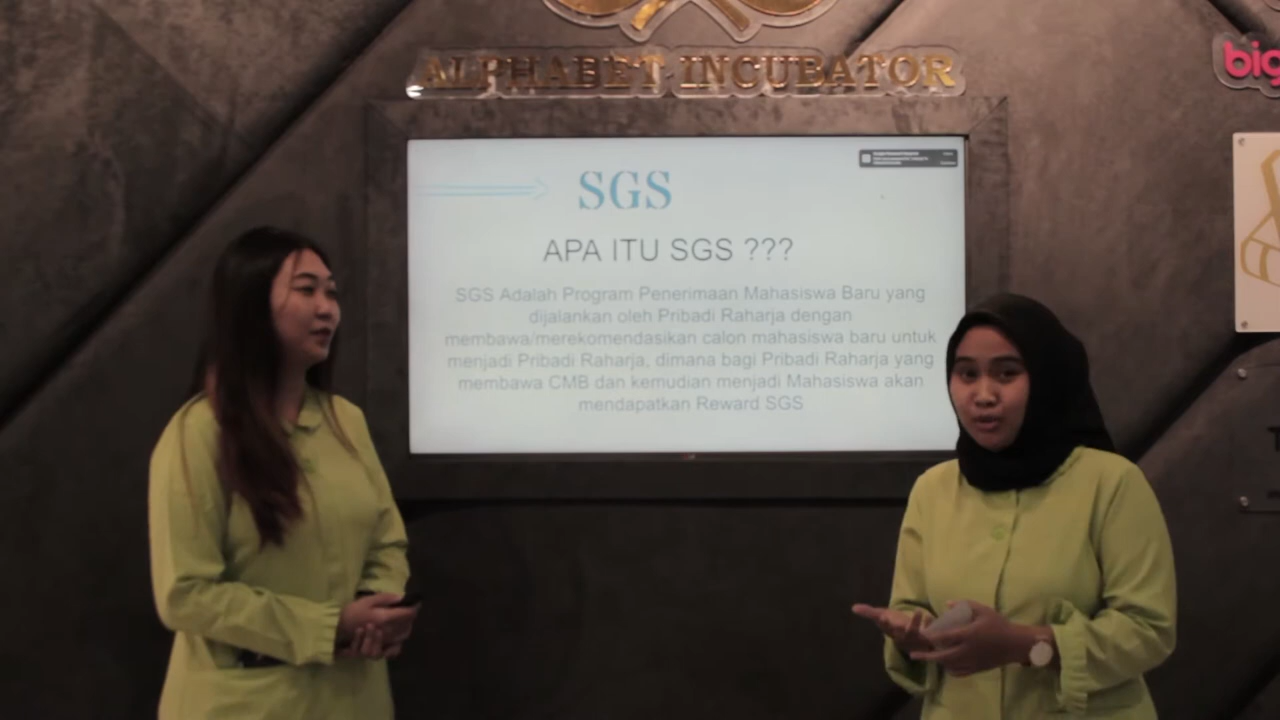 ALPHABET INCUBATOR
big
SGS
APA ITU SGS ???
SGS Adalah Program Penerimaan Mahasiswa Baru yang
dijalankan oleh Pribadi Raharja dengan
membawa/merekomendasikan calon mahasiswa baru untuk
menjadi Pribadi Raharja, dimana bagi Pribadi Raharja yang
membawa CMB dan kemudian menjadi Mahasiswa akan
mendapatkan Reward SGS